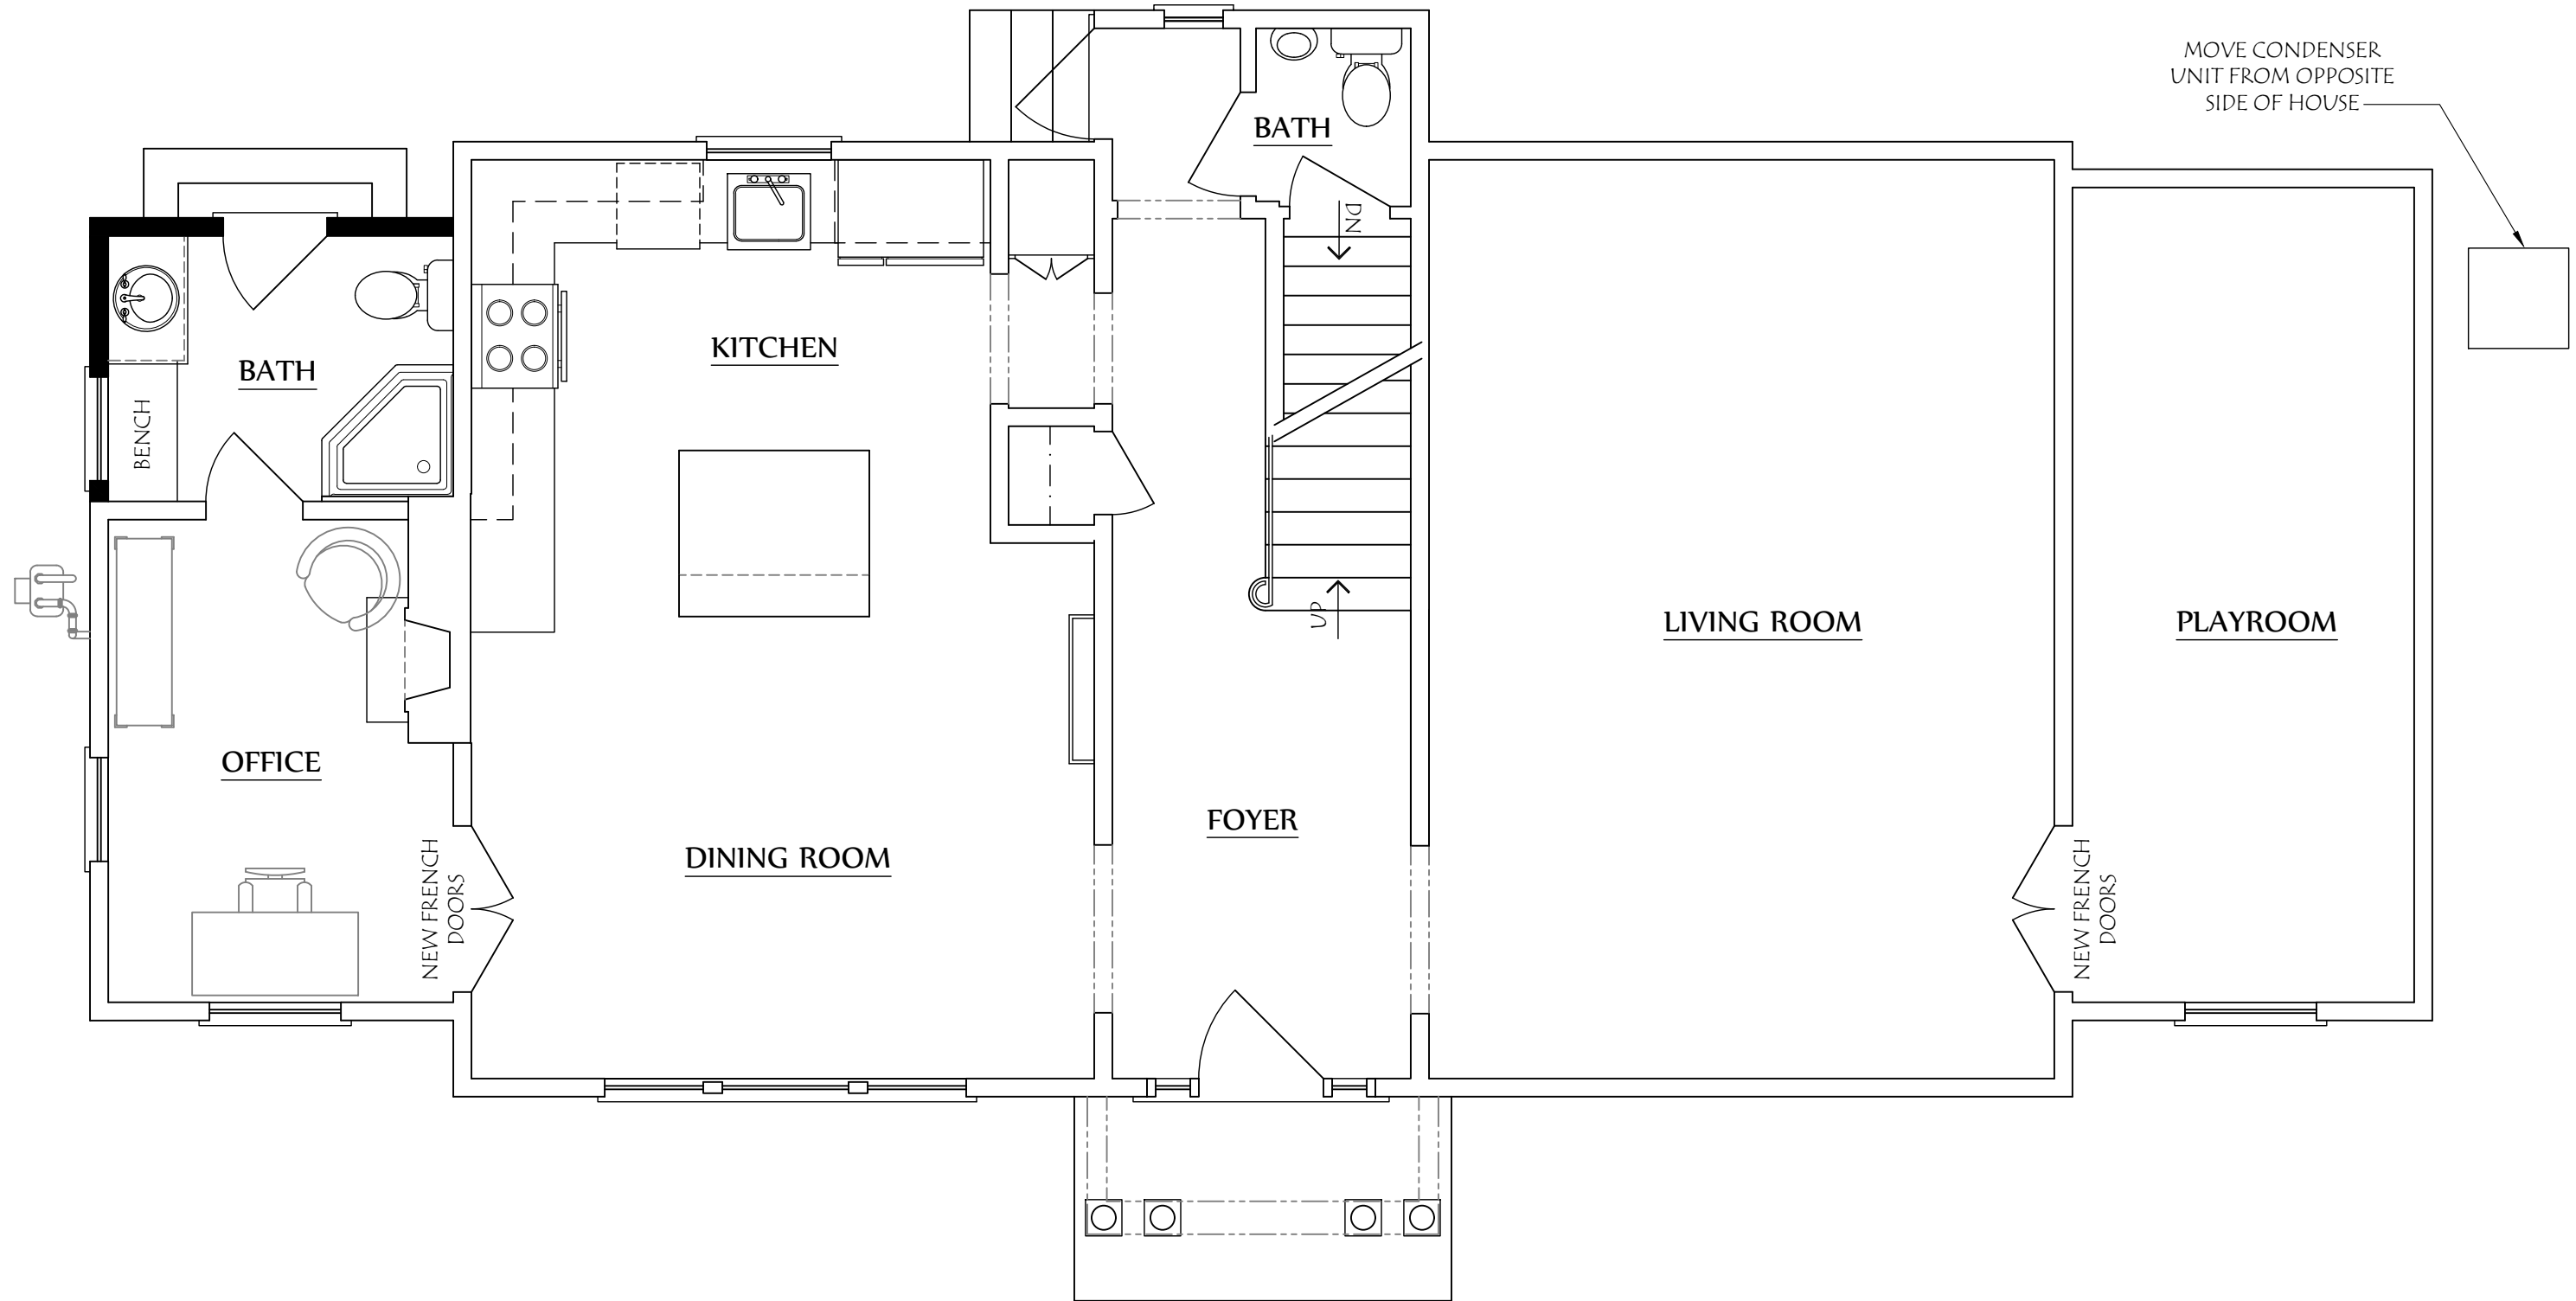 MOVE CONDENSER
UNIT FROM OPPOSITE
SIDE OF HOUSE
BATH
DN
KITCHEN
BATH
BENCH
UP
LIVING ROOM
PLAYROOM
OFFICE
FOYER
DINING ROOM
NEW FRENCH
DOORS
NEW FRENCH
DOORS